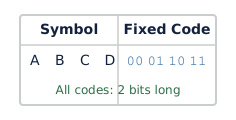 Symbol Fixed Code
A B C D 00 01 10 11
All codes: 2 bits long